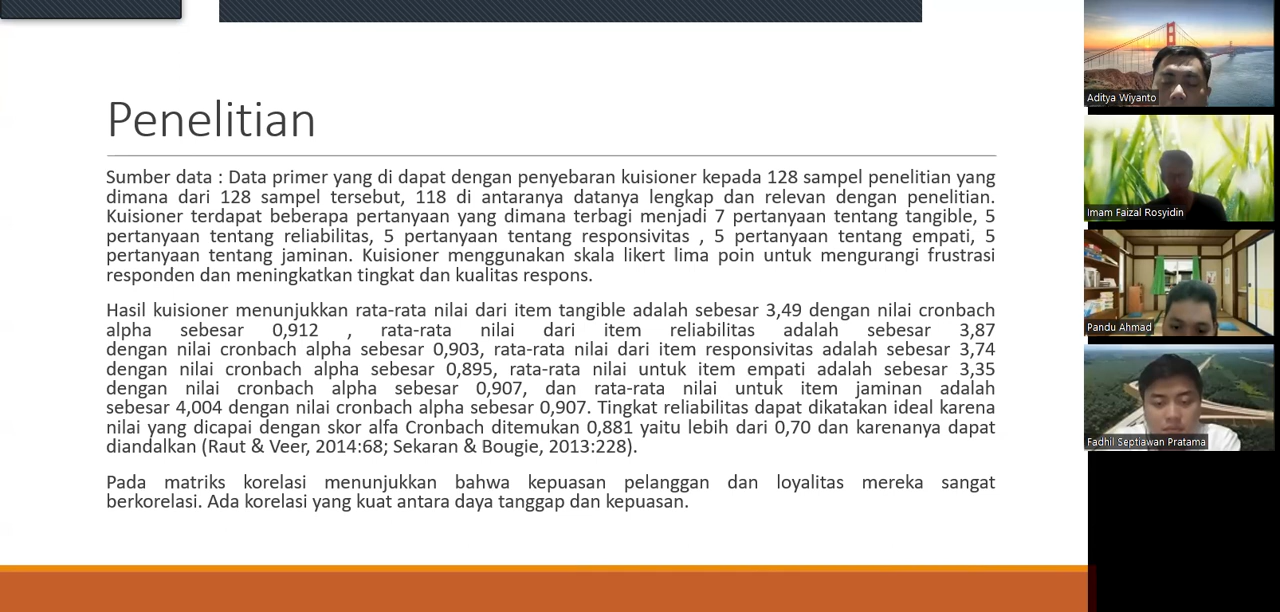 Penelitian
Sumber data : Data primer yang di dapat dengan penyebaran kuisioner kepada 128 sampel penelitian yang
dimana dari 128 sampel tersebut, 118 di antaranya datanya lengkap dan relevan dengan penelitian.
Kuisioner terdapat beberapa pertanyaan yang dimana terbagi menjadi 7 pertanyaan tentang tangible, 5
pertanyaan tentang reliabilitas, 5 pertanyaan tentang responsivitas , 5 pertanyaan tentang empati, 5
pertanyaan tentang jaminan. Kuisioner menggunakan skala likert lima poin untuk mengurangi frustrasi
responden dan meningkatkan tingkat dan kualitas respons.
Hasil kuisioner menunjukkan rata-rata nilai dari item tangible adalah sebesar 3,49 dengan nilai cronbach
alpha sebesar 0,912 , rata-rata nilai dari item reliabilitas adalah sebesar 3,87
dengan nilai cronbach alpha sebesar 0,903, rata-rata nilai dari item responsivitas adalah sebesar 3,74
dengan nilai cronbach alpha sebesar 0,895, rata-rata nilai untuk item empati adalah sebesar 3,35
dengan nilai cronbach alpha sebesar 0,907, dan rata-rata nilai untuk item jaminan adalah
sebesar 4,004 dengan nilai cronbach alpha sebesar 0,907. Tingkat reliabilitas dapat dikatakan ideal karena
nilai yang dicapai dengan skor alfa Cronbach ditemukan 0,881 yaitu lebih dari 0,70 dan karenanya dapat
diandalkan (Raut & Veer, 2014:68; Sekaran & Bougie, 2013:228).
Pada matriks korelasi menunjukkan bahwa kepuasan pelanggan dan loyalitas mereka sangat
berkorelasi. Ada korelasi yang kuat antara daya tanggap dan kepuasan.
Aditya Wiyanto
Imam Faizal Rosyidin
Pandu Ahmad
Fadhil Septiawan Pratama